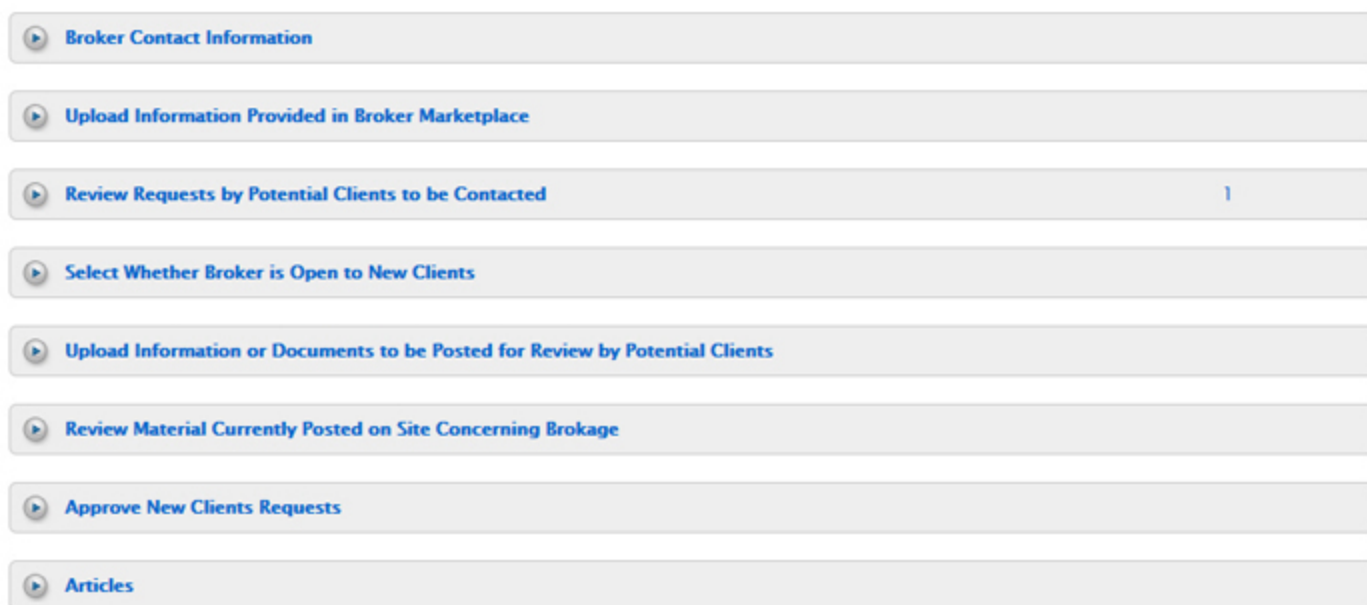 Broker Contact Information
Upload Information Provided in Broker Marketplace
Review Requests by Potential Clients to be Contacted 1
Select Whether Broker is Open to New Clients
Upload Information or Documents to be Posted for Review by Potential Clients
Review Material Currently Posted on Site Concerning Brokage
Approve New Clients Requests
Articles